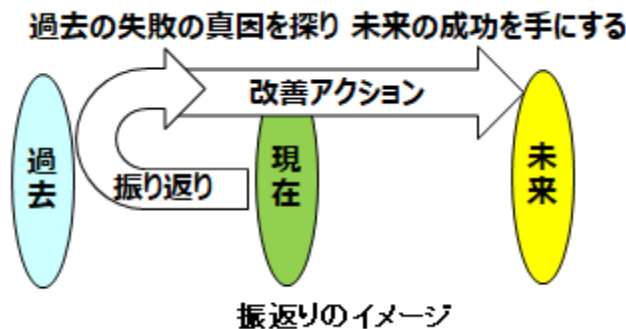 過去の失敗の真因を探り 未来の成功を手にする
改善アクション
過去
振り返り
現在
未来
振返りのイメージ